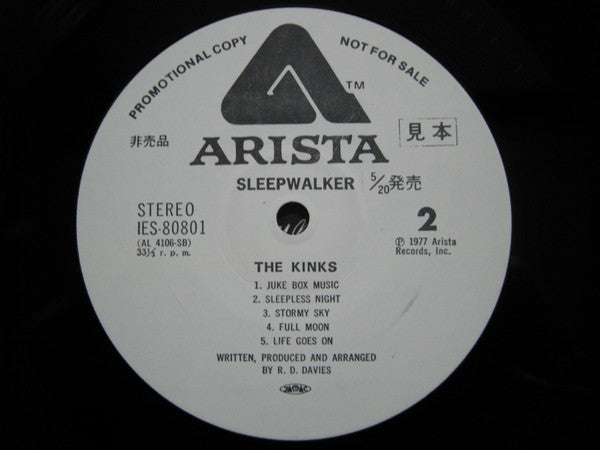 PROMOTIONAL COPY
NOT FOR SALE
TM
非売品
ARISTA
見本
SLEEPWALKER
5/20発売
STEREO
IES-80801
(AL 4106-SB)
33⅓ r. p. m.
2
Ⓟ 1977 Arista
Records, Inc.
THE KINKS
1. JUKE BOX MUSIC
2. SLEEPLESS NIGHT
3. STORMY SKY
4. FULL MOON
5. LIFE GOES ON
WRITTEN, PRODUCED AND ARRANGED
BY R. D. DAVIES